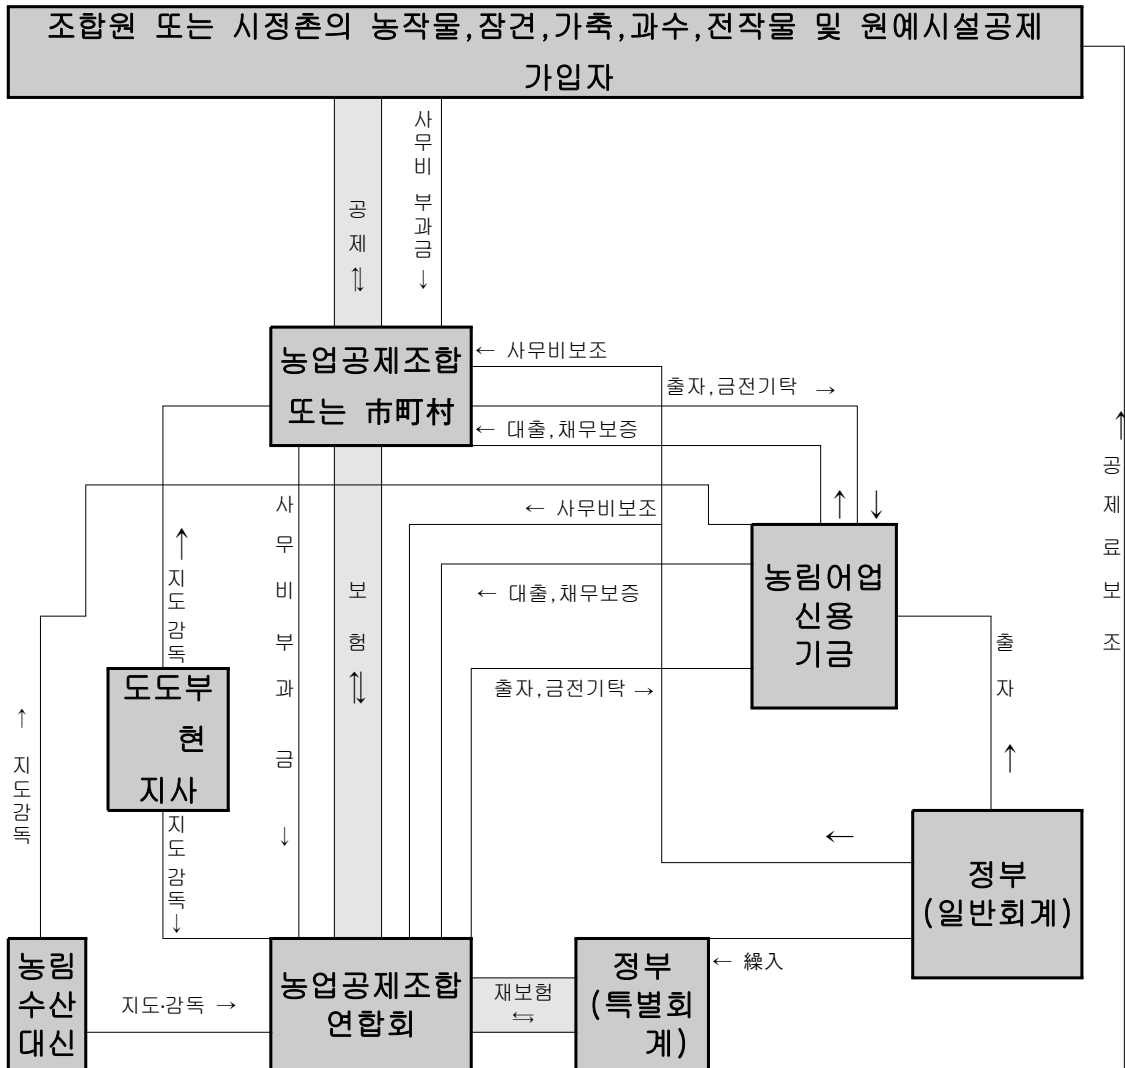 조합원 또는 시정촌의 농작물,잠견,가축,과수,전작물 및 원예시설공제
가입자
공제 ⇅
사무비 부과금 ↓
농업공제조합
또는 市町村
← 사무비보조
출자,금전기탁 →
← 대출,채무보증
↑ 공제료보조
↑ 지도 감독
사무비부과금 ↓
보험 ⇅
← 사무비보조
↑ ↓
← 대출,채무보증
농림어업
신용
기금
출자 ↑
출자,금전기탁 →
도도부
현
지사
↑ 지도감독
지도 감독↓
←
정부
(일반회계)
농림
수산
대신
지도·감독 →
농업공제조합
연합회
재보험
⇆
정부
(특별회
계)
← 繰入